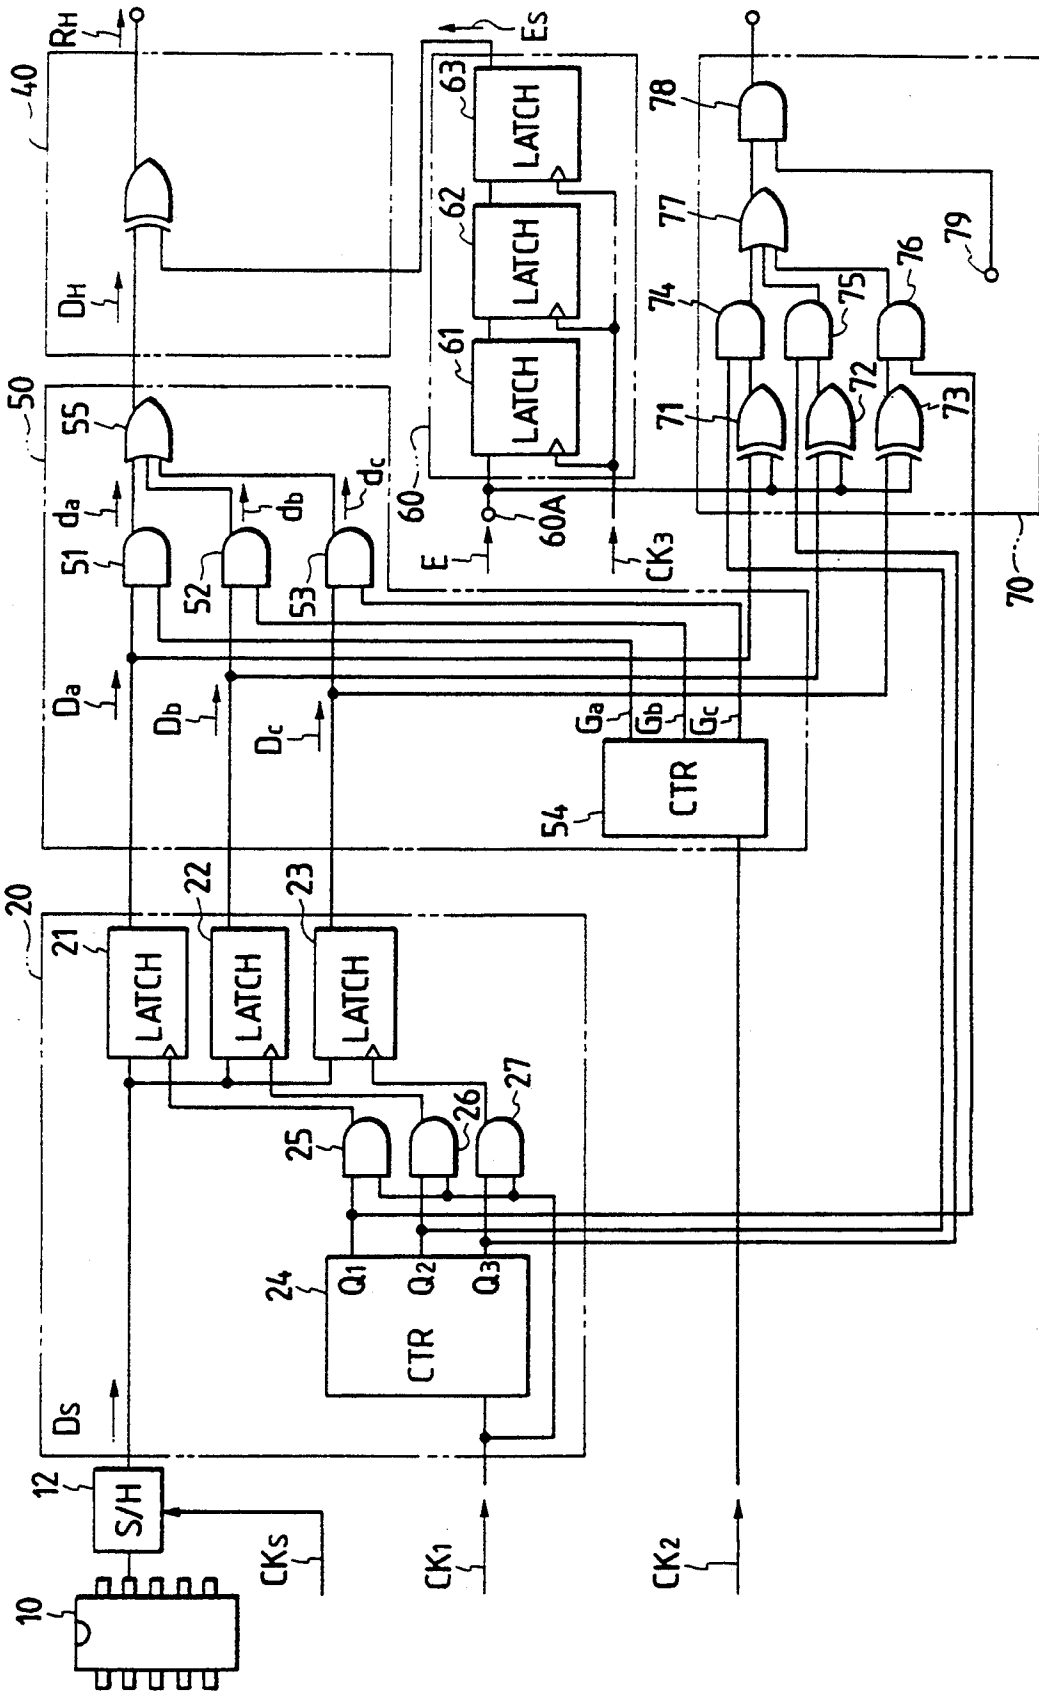 10
12
S/H
CKS
DS
20
21
LATCH
22
LATCH
23
LATCH
24
CTR
Q1
Q2
Q3
25
26
27
CK1
CK2
50
Da
Db
Dc
51
52
53
da
db
dc
55
54
CTR
Ga
Gb
Gc
40
DH
RH
60
E
60A
CK3
61
LATCH
62
LATCH
63
LATCH
ES
70
71
72
73
74
75
76
77
78
79